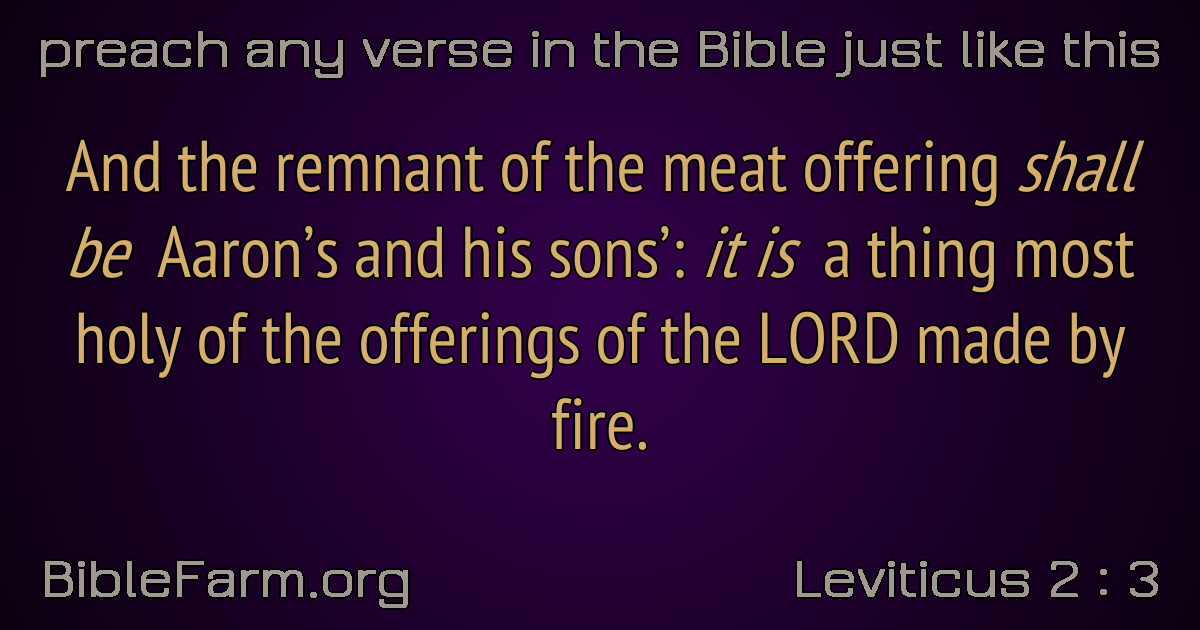 preach any verse in the Bible just like this
And the remnant of the meat offering shall
be Aaron’s and his sons’: it is a thing most
holy of the offerings of the LORD made by
fire.
BibleFarm.org
Leviticus 2 : 3